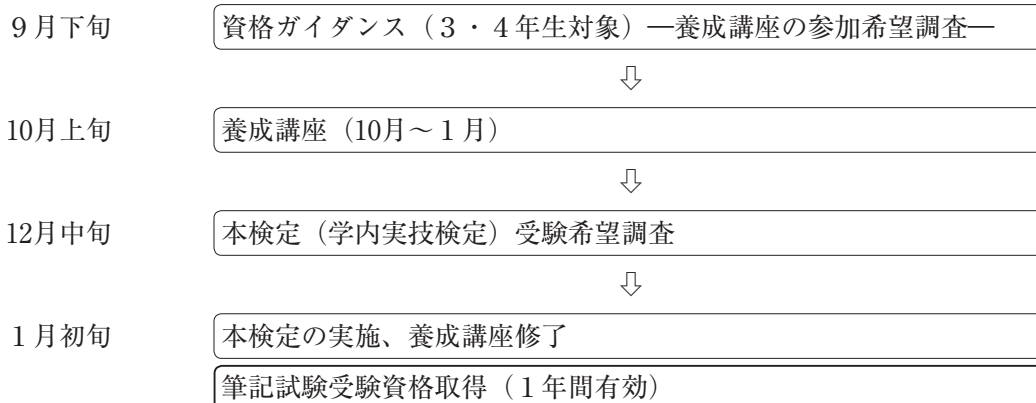 9月下旬 資格ガイダンス（3・4年生対象）―養成講座の参加希望調査―
⇩
10月上旬 養成講座（10月～1月）
⇩
12月中旬 本検定（学内実技検定）受験希望調査
⇩
1月初旬 本検定の実施、養成講座修了
筆記試験受験資格取得（1年間有効）